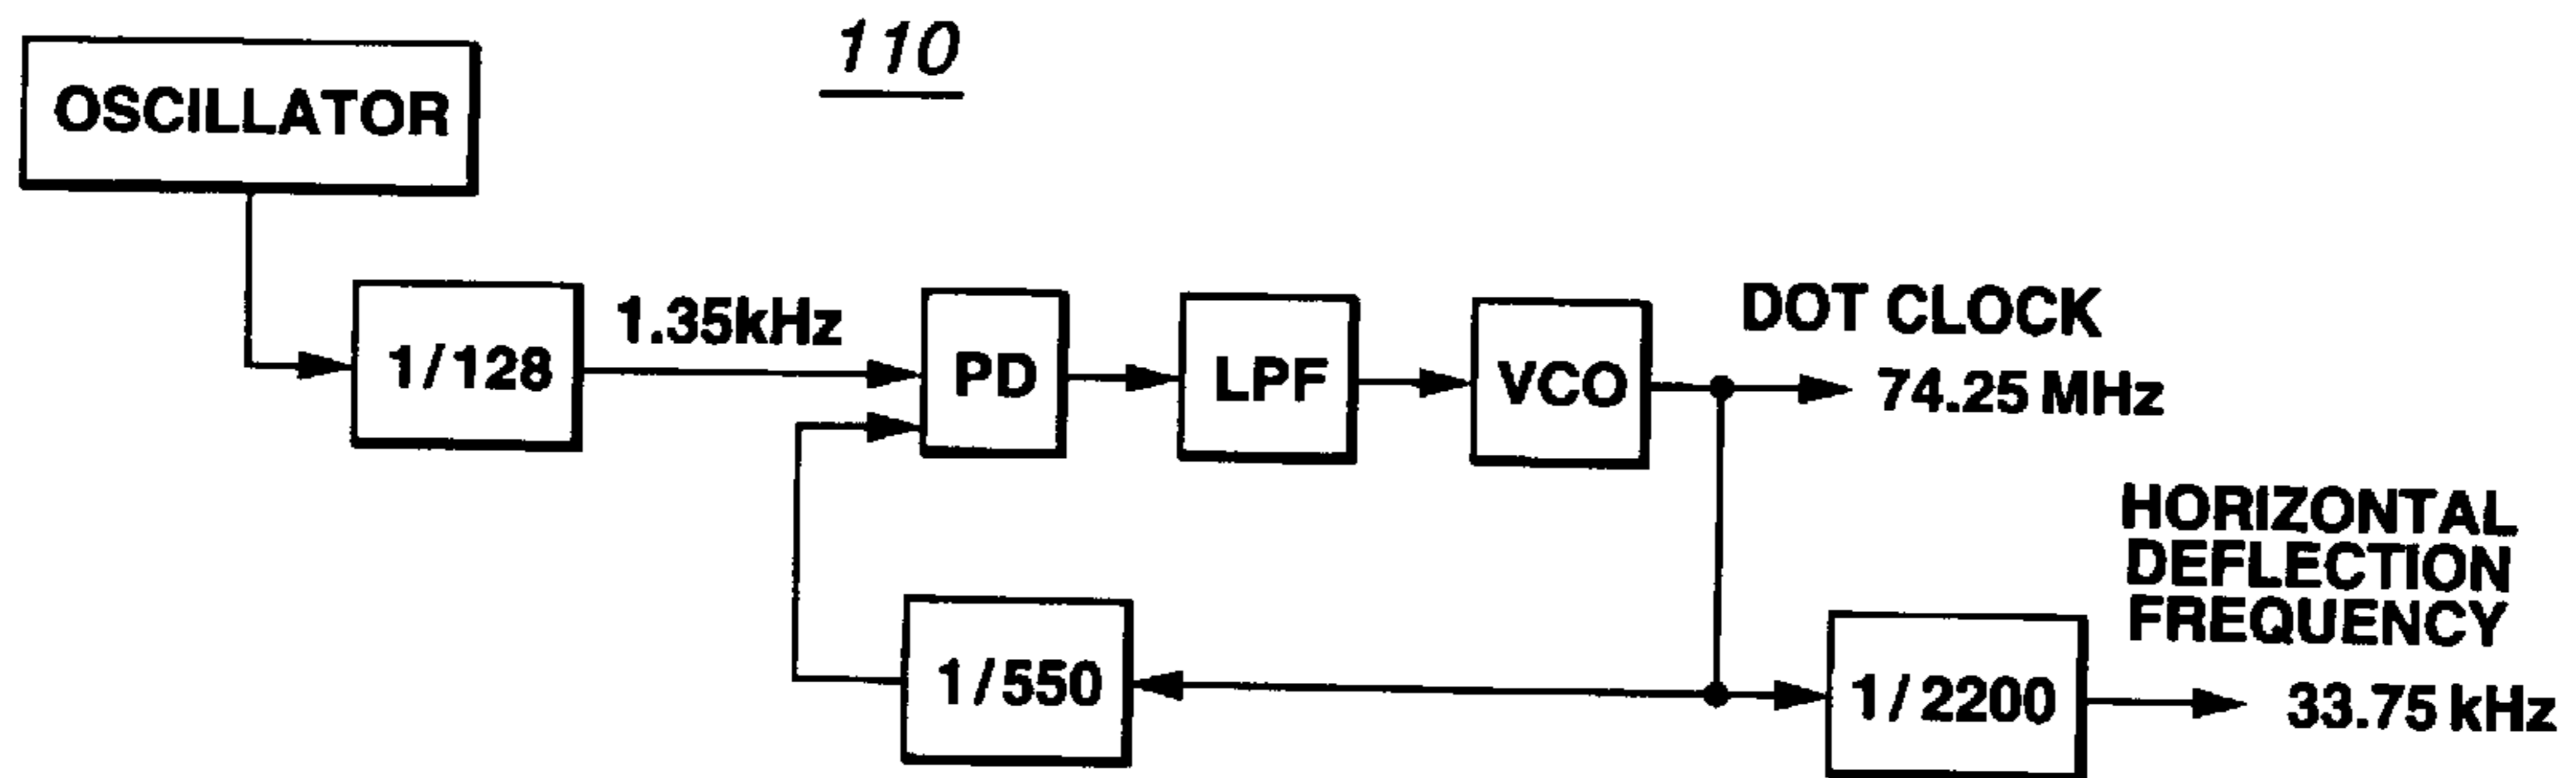 110
OSCILLATOR
1/128
1.35kHz
PD
LPF
VCO
DOT CLOCK
74.25 MHz
1/550
1/2200
HORIZONTAL
DEFLECTION
FREQUENCY
33.75 kHz